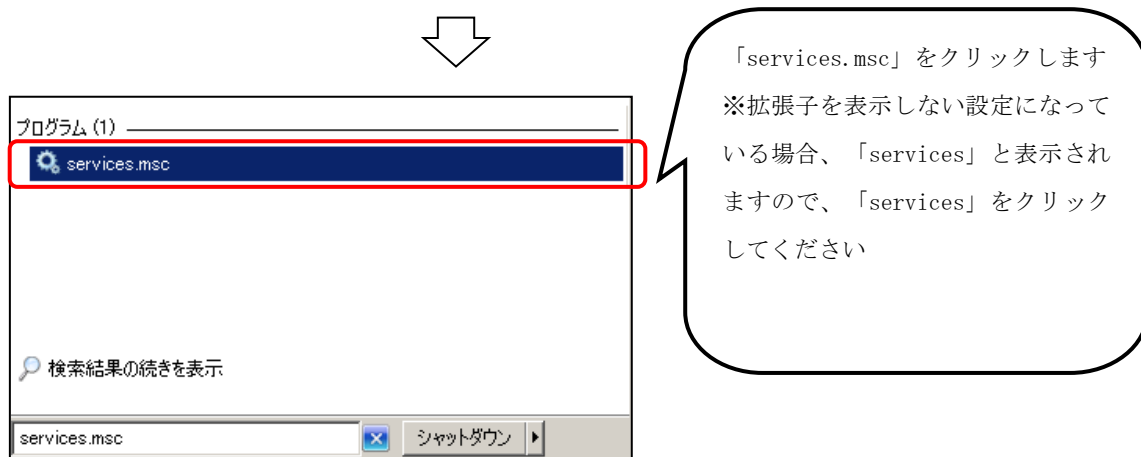 「services.msc」をクリックします
※拡張子を表示しない設定になって
いる場合、「services」と表示され
ますので、「services」をクリック
してください
プログラム (1)
services.msc
検索結果の続きを表示
services.msc
シャットダウン